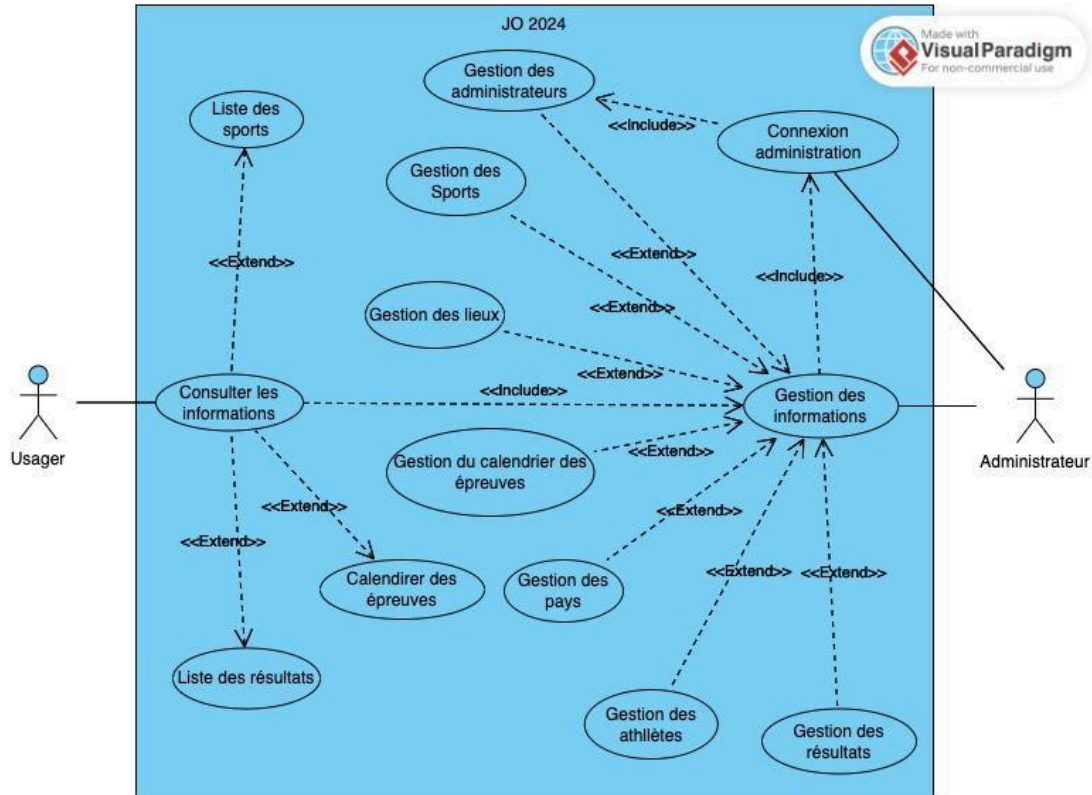 JO 2024
Made with
VisualParadigm
For non-commercial use
Gestion des
administrateurs
Liste des
sports
<<Include>>
Connexion
administration
Gestion des
Sports
<<Extend>>
<<Extend>>
<<Include>>
Gestion des lieux
<<Extend>>
<<Extend>>
Consulter les
informations
<<Include>>
Gestion des
informations
Usager
Administrateur
Gestion du calendrier des
épreuves
<<Extend>>
<<Extend>>
<<Extend>>
<<Extend>>
Calendirer des
épreuves
Gestion des
pays
<<Extend>>
<<Extend>>
Liste des résultats
Gestion des
athllètes
Gestion des
résultats